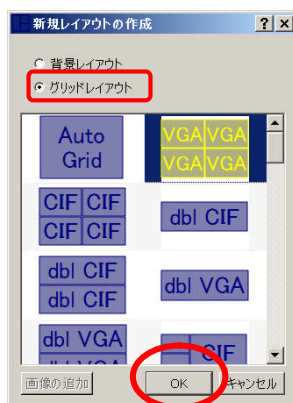 新規レイアウトの作成
背景レイアウト
グリッドレイアウト
Auto
Grid
VGA VGA
VGA VGA
CIF CIF
CIF CIF
dbl CIF
dbl CIF
dbl CIF
dbl VGA
dbl VGA
CIF
画像の追加
OK
キャンセル